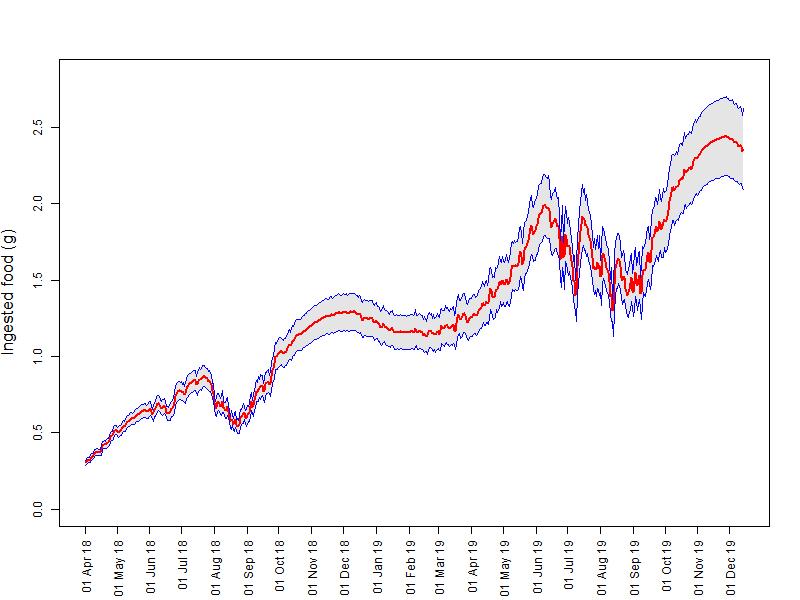 Ingested food (g)
2.5
2.0
1.5
1.0
0.5
0.0
01 Apr 18
01 May 18
01 Jun 18
01 Jul 18
01 Aug 18
01 Sep 18
01 Oct 18
01 Nov 18
01 Dec 18
01 Jan 19
01 Feb 19
01 Mar 19
01 Apr 19
01 May 19
01 Jun 19
01 Jul 19
01 Aug 19
01 Sep 19
01 Oct 19
01 Nov 19
01 Dec 19